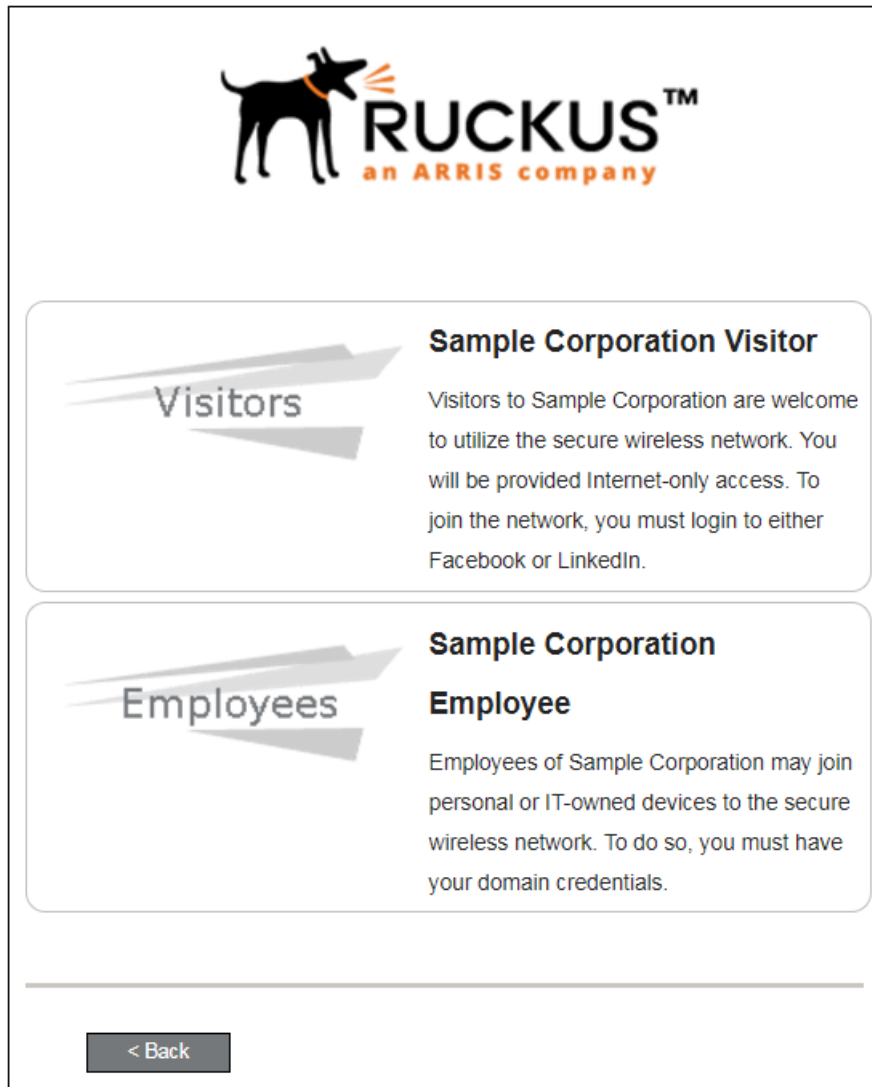 RUCKUS™
an ARRIS company
Visitors
Sample Corporation Visitor
Visitors to Sample Corporation are welcome
to utilize the secure wireless network. You
will be provided Internet-only access. To
join the network, you must login to either
Facebook or LinkedIn.
Employees
Sample Corporation
Employee
Employees of Sample Corporation may join
personal or IT-owned devices to the secure
wireless network. To do so, you must have
your domain credentials.
< Back